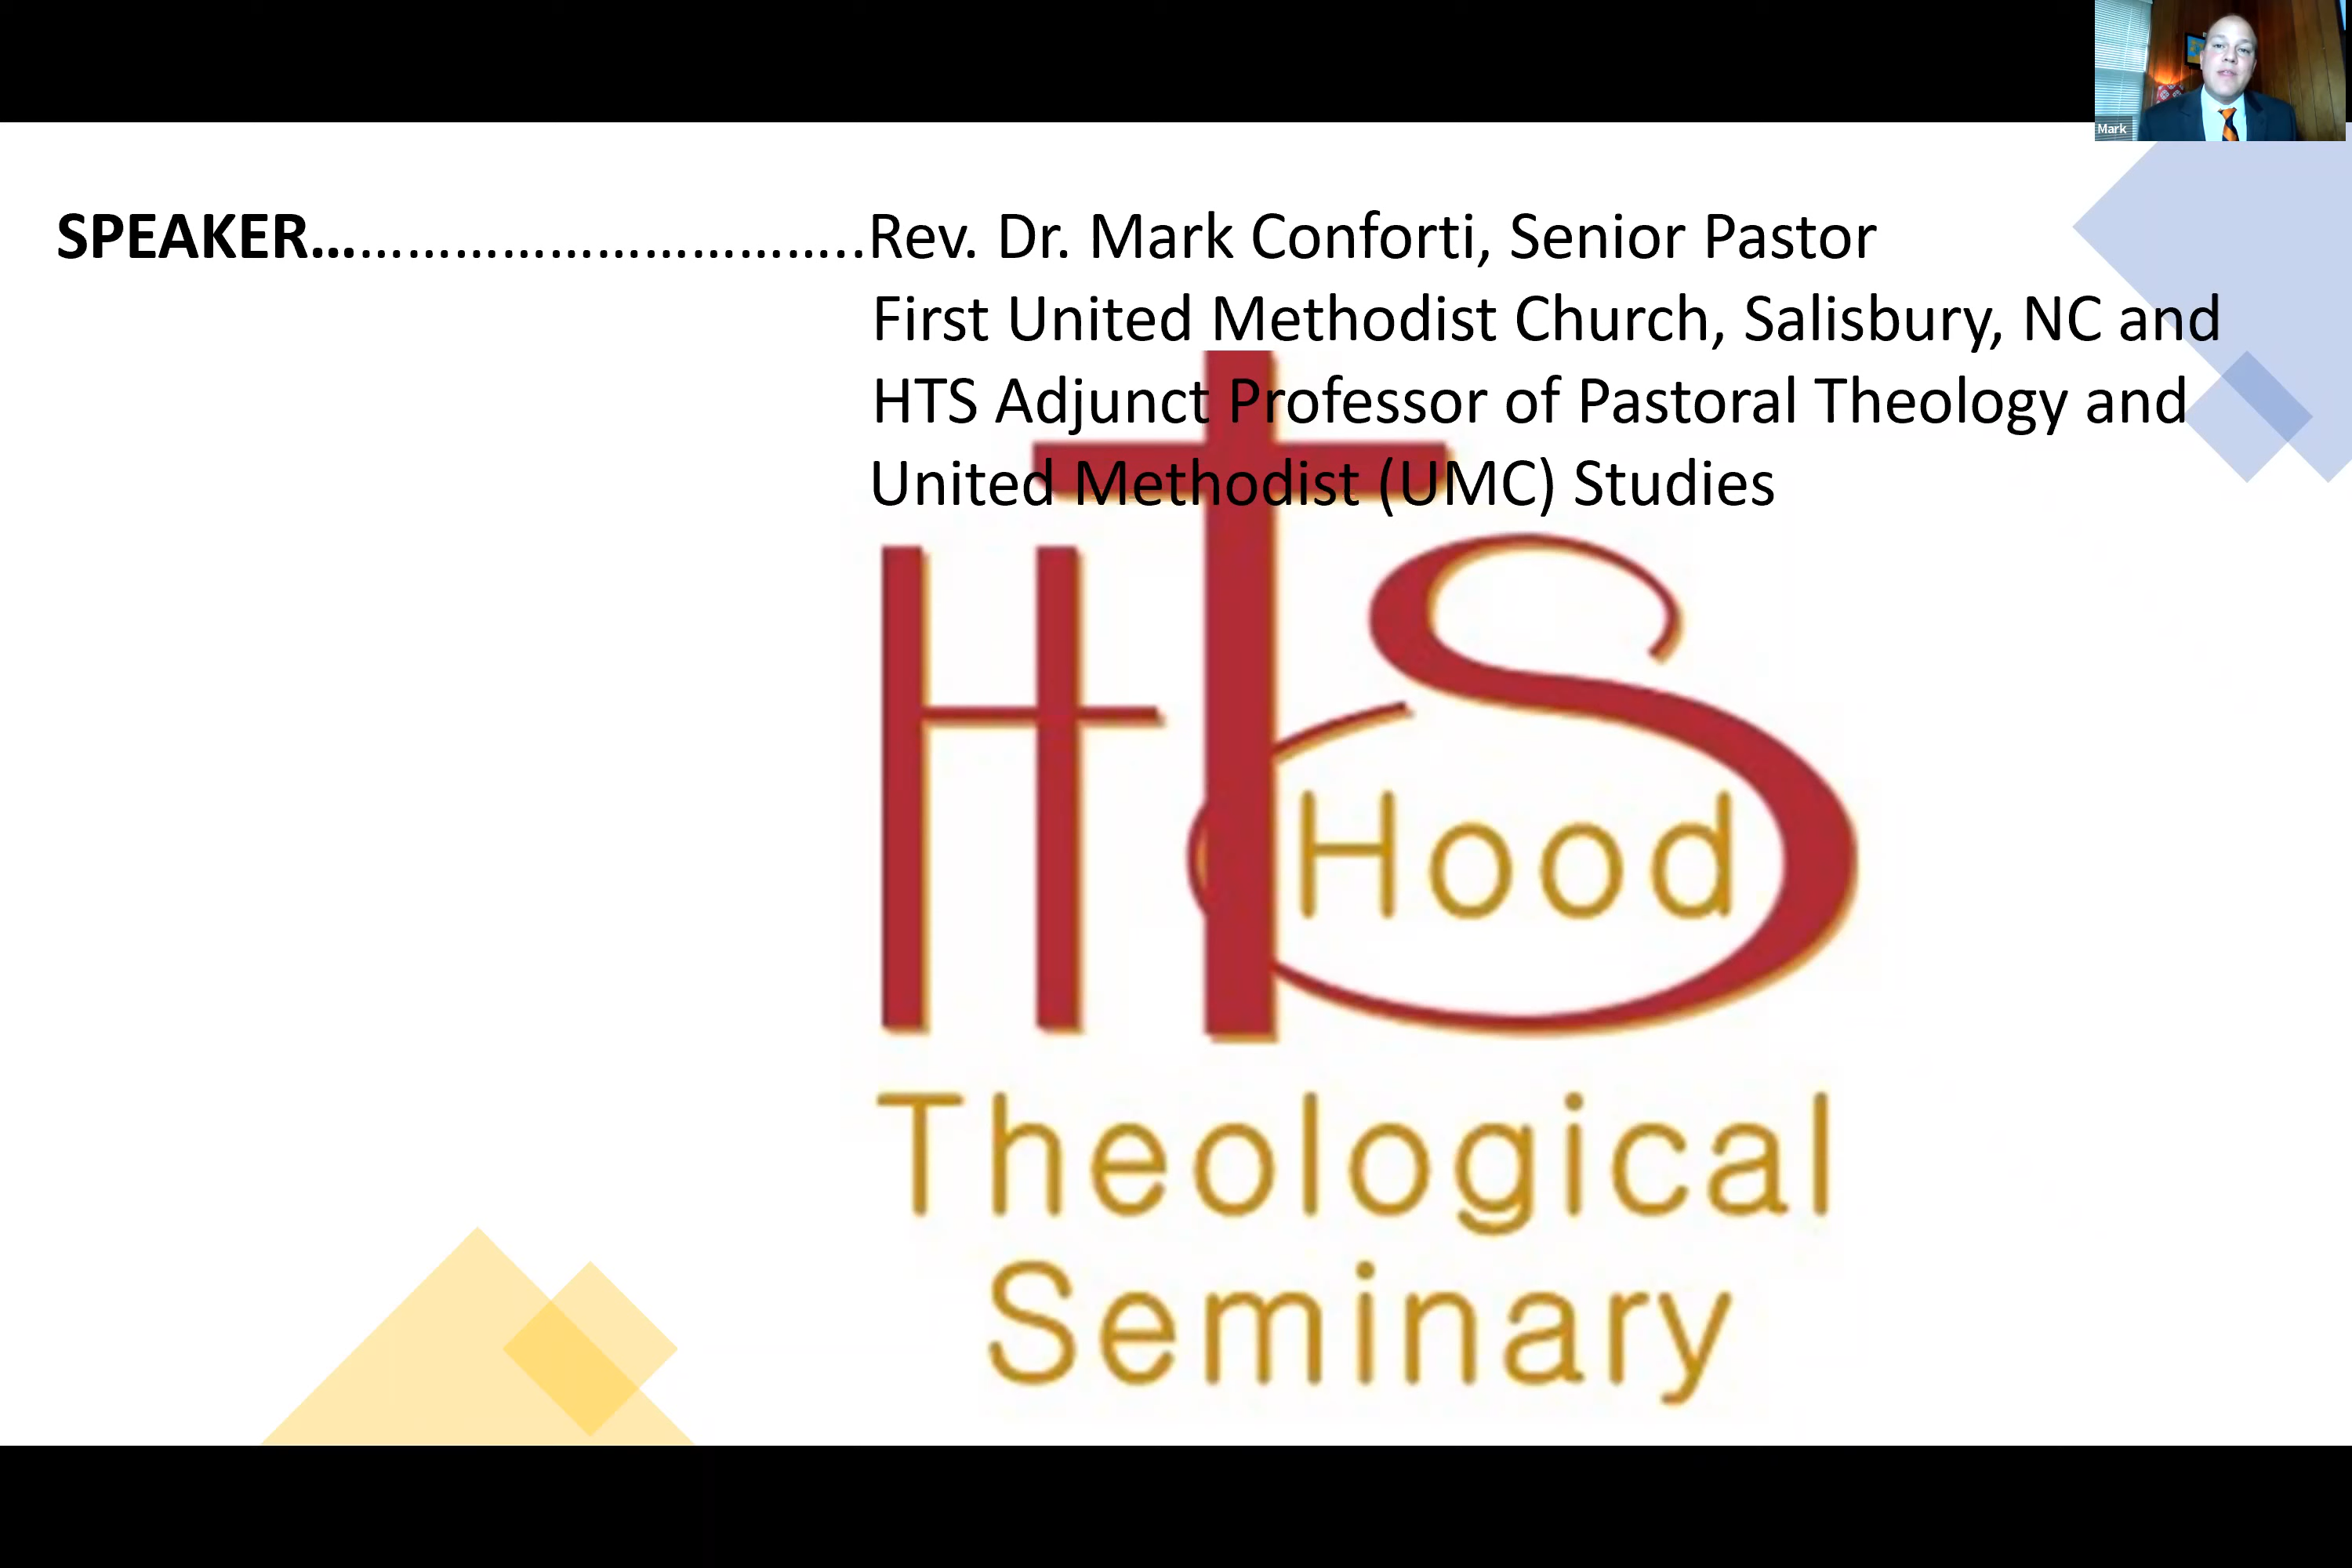 Mark
SPEAKER…………………………….Rev. Dr. Mark Conforti, Senior Pastor
First United Methodist Church, Salisbury, NC and
HTS Adjunct Professor of Pastoral Theology and
United Methodist (UMC) Studies
HTS
Hood
Theological
Seminary